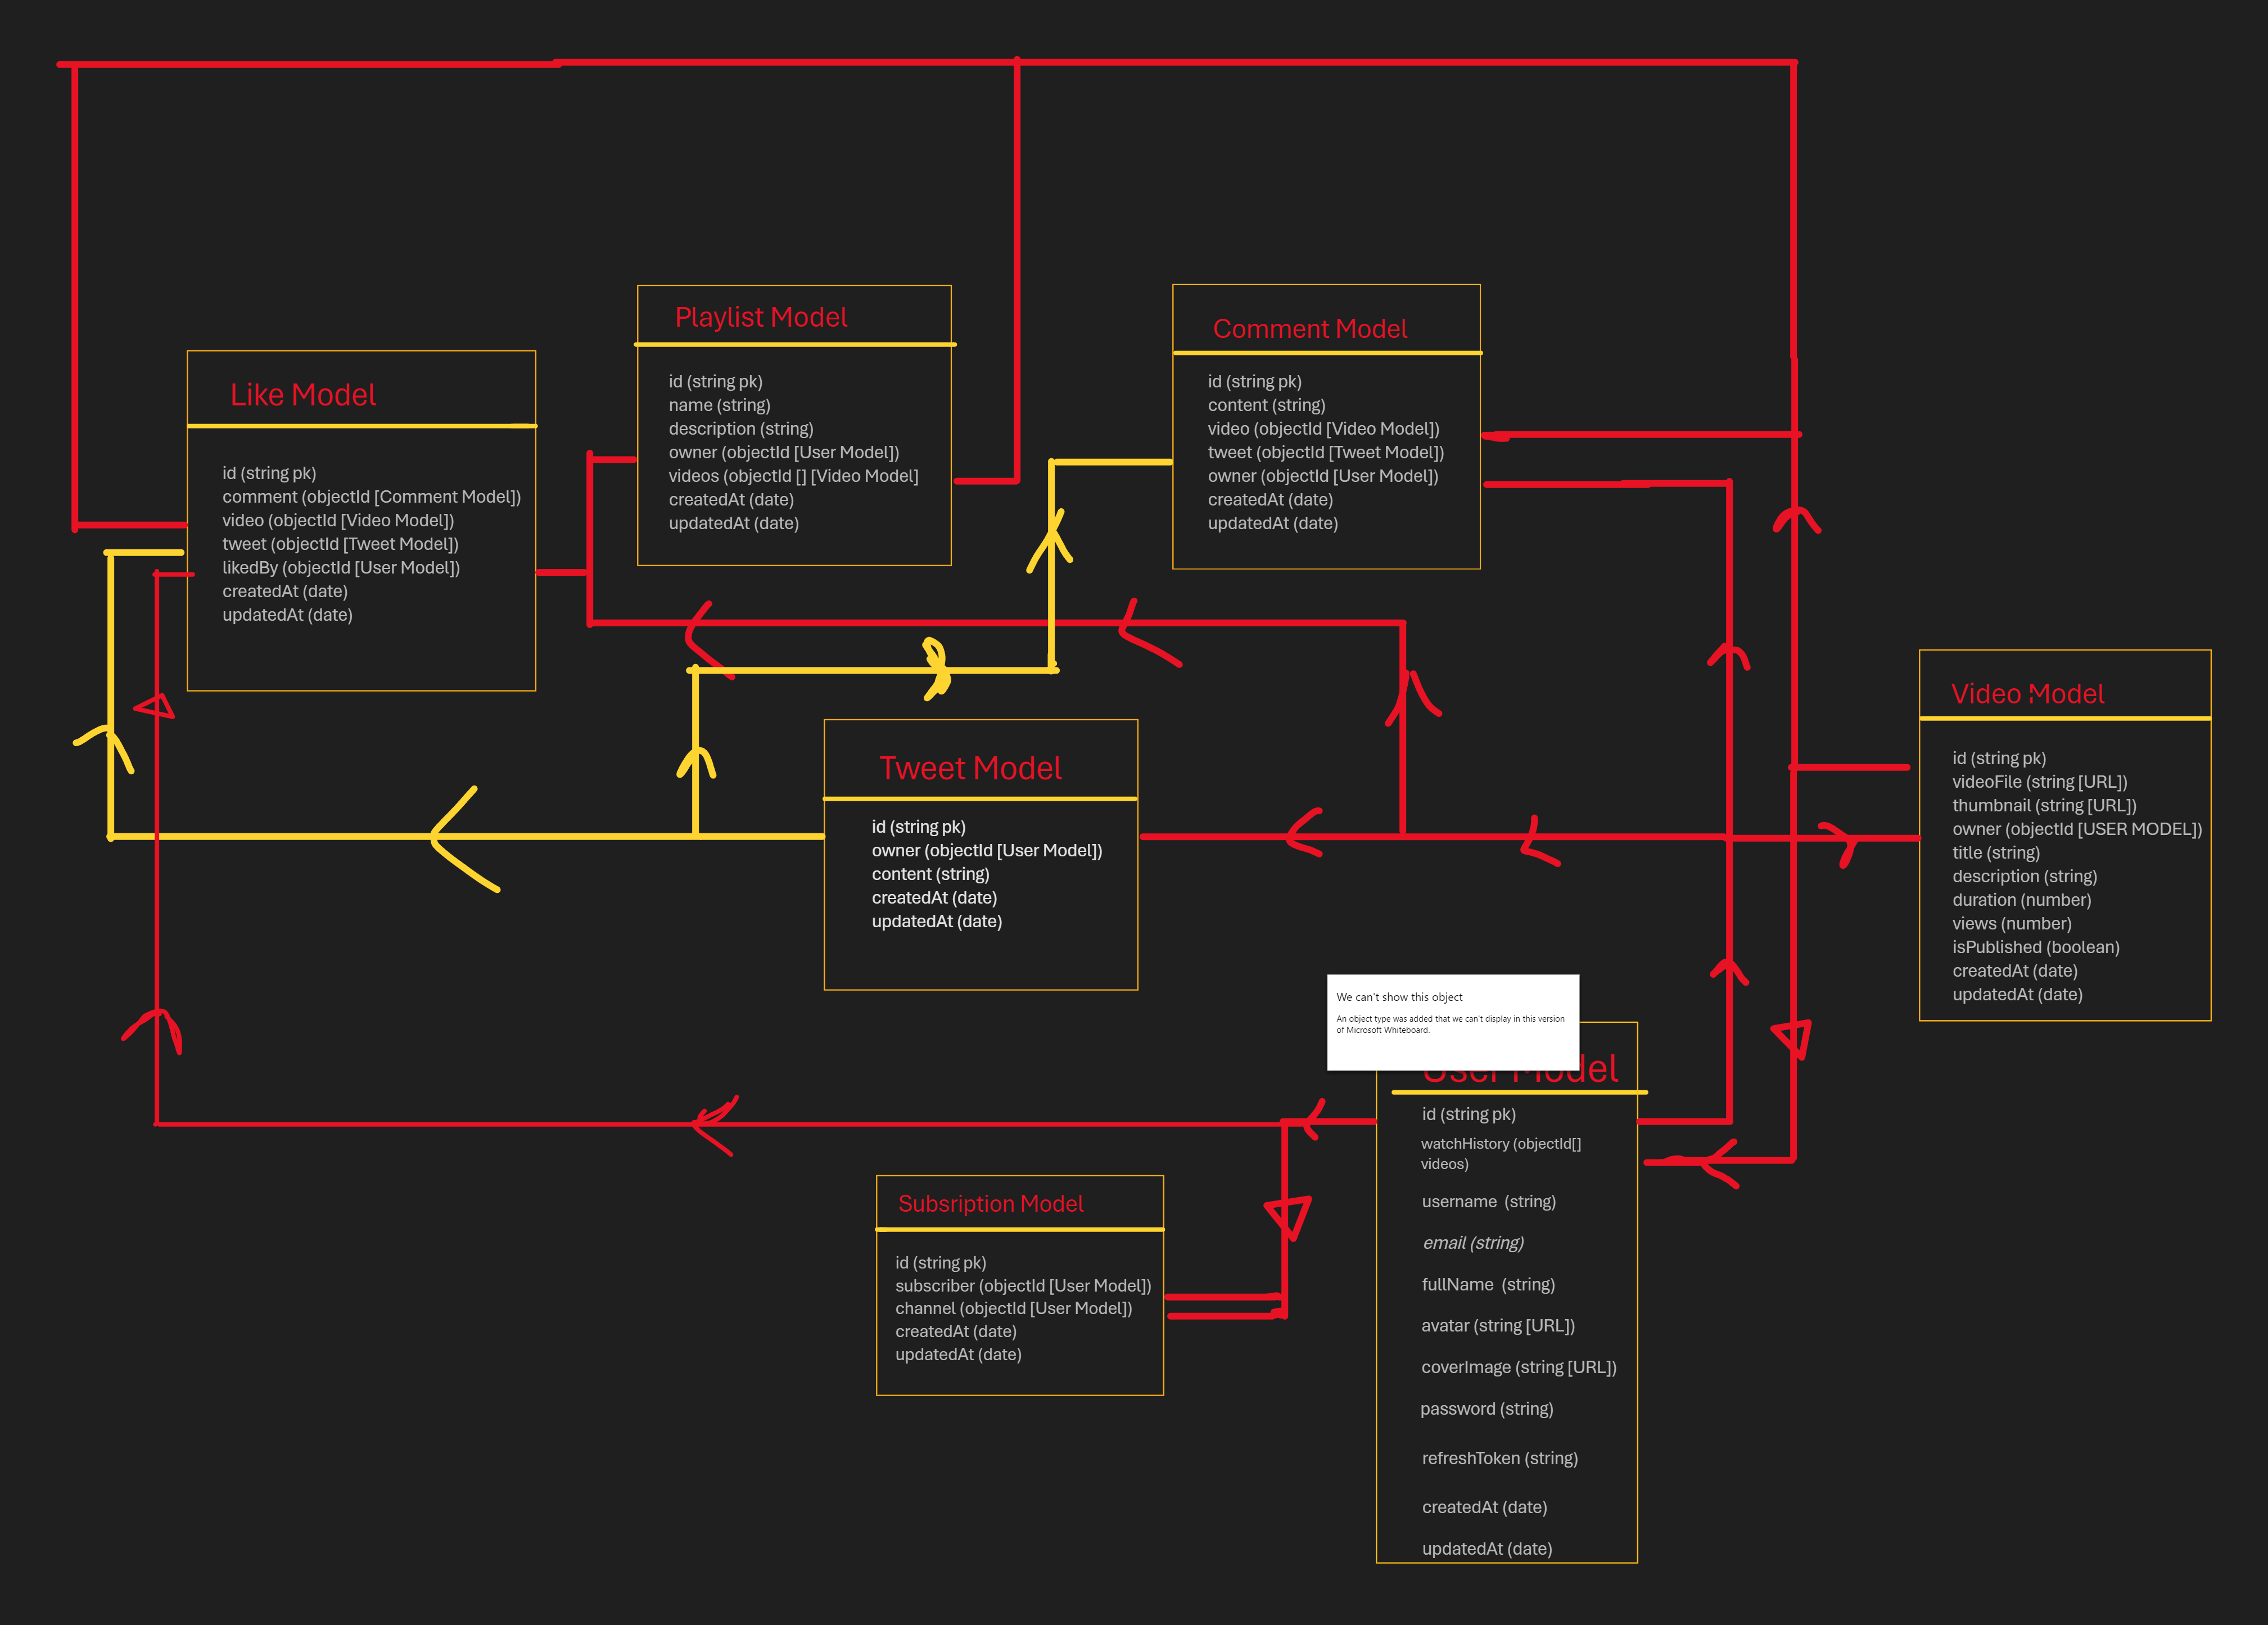 Playlist Model
id (string pk)
name (string)
description (string)
owner (objectId [User Model])
videos (objectId [] [Video Model]
createdAt (date)
updatedAt (date)
Comment Model
id (string pk)
content (string)
video (objectId [Video Model])
tweet (objectId [Tweet Model])
owner (objectId [User Model])
createdAt (date)
updatedAt (date)
Like Model
id (string pk)
comment (objectId [Comment Model])
video (objectId [Video Model])
tweet (objectId [Tweet Model])
likedBy (objectId [User Model])
createdAt (date)
updatedAt (date)
Tweet Model
id (string pk)
owner (objectId [User Model])
content (string)
createdAt (date)
updatedAt (date)
Video Model
id (string pk)
videoFile (string [URL])
thumbnail (string [URL])
owner (objectId [USER MODEL])
title (string)
description (string)
duration (number)
views (number)
isPublished (boolean)
createdAt (date)
updatedAt (date)
We can't show this object
An object type was added that we can't display in this version
of Microsoft Whiteboard.
User Model
id (string pk)
watchHistory (objectId[]
videos)
username (string)
email (string)
fullName (string)
avatar (string [URL])
coverImage (string [URL])
password (string)
refreshToken (string)
createdAt (date)
updatedAt (date)
Subsription Model
id (string pk)
subscriber (objectId [User Model])
channel (objectId [User Model])
createdAt (date)
updatedAt (date)